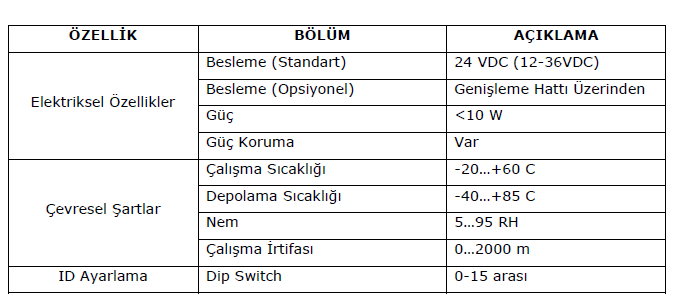 ÖZELLİK BÖLÜM AÇIKLAMA
Elektriksel Özellikler
Besleme (Standart) 24 VDC (12-36VDC)
Besleme (Opsiyonel) Genişleme Hattı Üzerinden
Güç <10 W
Güç Koruma Var
Çevresel Şartlar
Çalışma Sıcaklığı -20…+60 C
Depolama Sıcaklığı -40…+85 C
Nem 5…95 RH
Çalışma İrtifası 0…2000 m
ID Ayarlama Dip Switch 0-15 arası